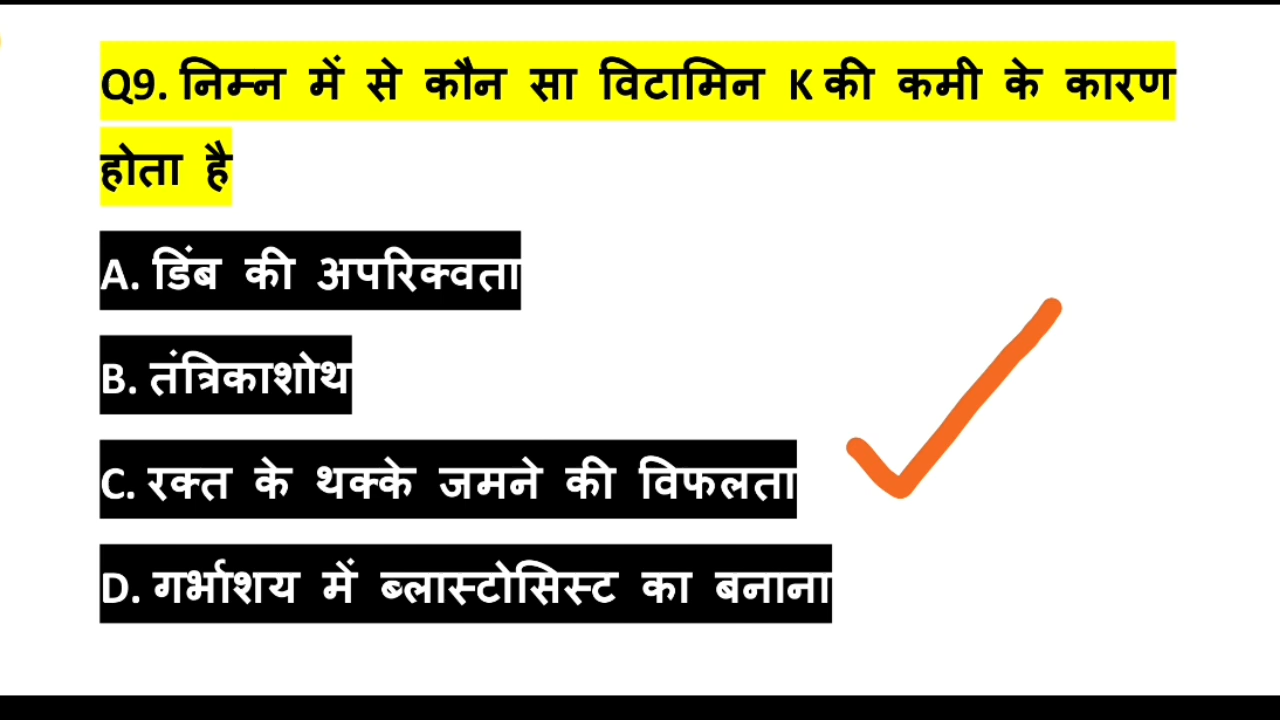 Q9. निम्न में से कौन सा विटामिन K की कमी के कारण
होता है
A. डिंब की अपरिक्वता
B. तंत्रिकाशोथ
C. रक्त के थक्के जमने की विफलता
D. गर्भाशय में ब्लास्टोसिस्ट का बनाना